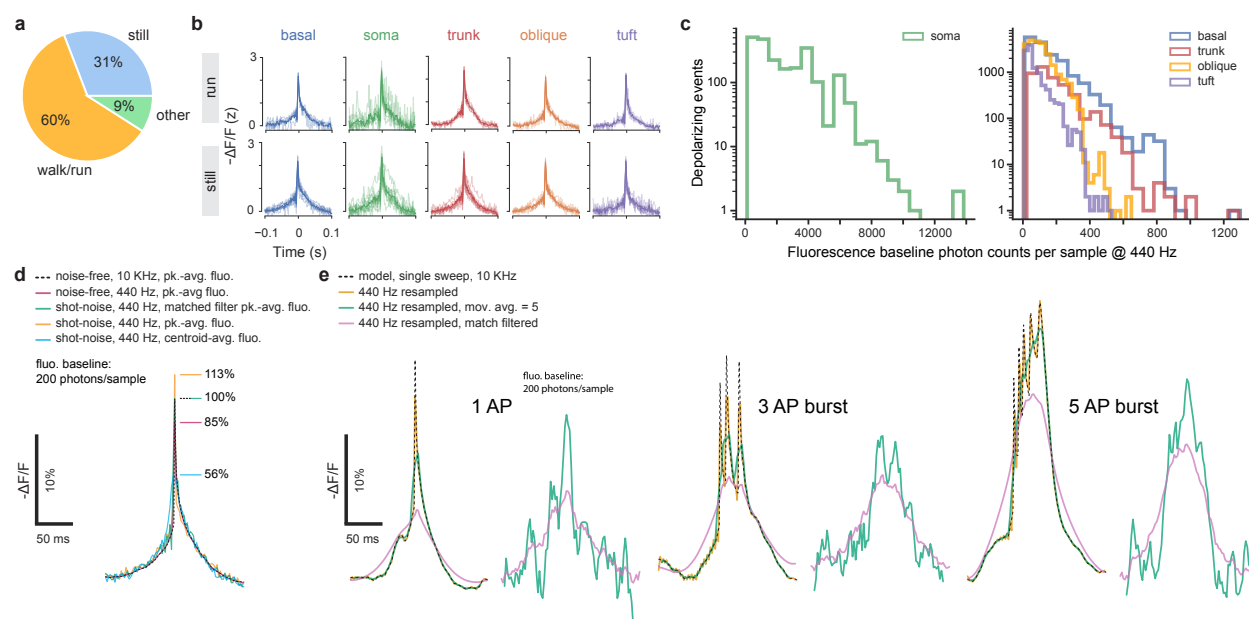 a
still
31%
9%
60%
other
walk/run
b
basal
soma
trunk
oblique
tuft
run
still
-ΔF/F (z)
3
0
3
0
−0.1
0
0.1
Time (s)
c
Depolarizing events
soma
100
10
1
0
4000
8000
12000
basal
trunk
oblique
tuft
1000
100
10
1
0
400
800
1200
Fluorescence baseline photon counts per sample @ 440 Hz
d
noise-free, 10 KHz, pk.-avg. fluo.
noise-free, 440 Hz, pk.-avg fluo.
shot-noise, 440 Hz, matched filter pk.-avg. fluo.
shot-noise, 440 Hz, pk.-avg. fluo.
shot-noise, 440 Hz, centroid-avg. fluo.
fluo. baseline:
200 photons/sample
113%
100%
85%
56%
-ΔF/F
10%
50 ms
e
model, single sweep, 10 KHz
440 Hz resampled
440 Hz resampled, mov. avg. = 5
440 Hz resampled, match filtered
fluo. baseline:
200 photons/sample
1 AP
3 AP burst
5 AP burst
-ΔF/F
10%
50 ms